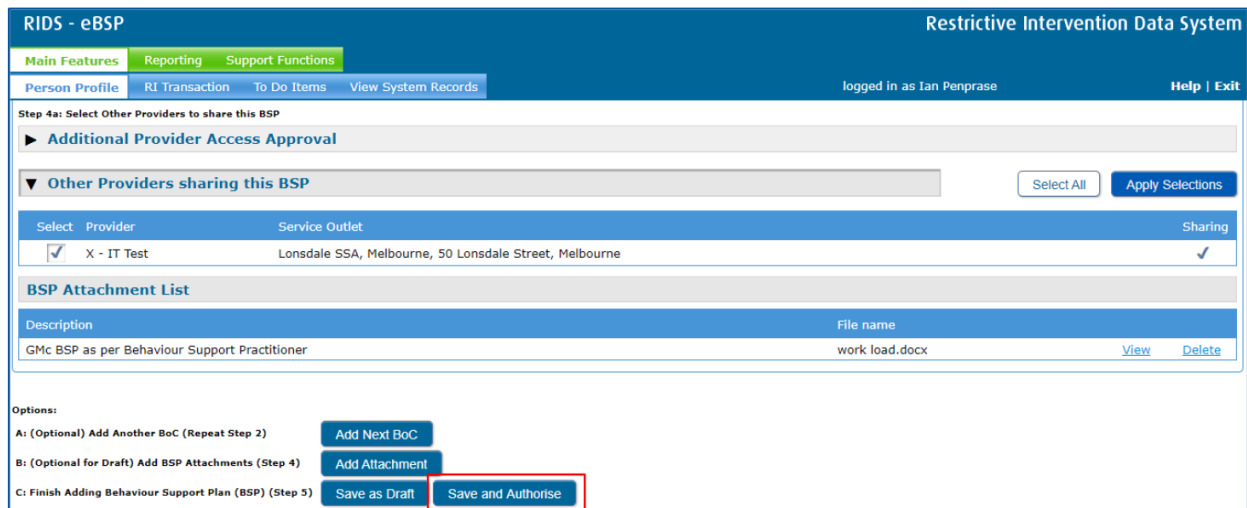 RIDS - eBSP Restrictive Intervention Data System
Main Features Reporting Support Functions
Person Profile RI Transaction To Do Items View System Records logged in as Ian Penprase Help | Exit
Step 4a: Select Other Providers to share this BSP
Additional Provider Access Approval
Other Providers sharing this BSP Select All Apply Selections
Select Provider Service Outlet Sharing
X - IT Test Lonsdale SSA, Melbourne, 50 Lonsdale Street, Melbourne
BSP Attachment List
Description File name
GMc BSP as per Behaviour Support Practitioner work load.docx View Delete
Options:
A: (Optional) Add Another BoC (Repeat Step 2) Add Next BoC
B: (Optional for Draft) Add BSP Attachments (Step 4) Add Attachment
C: Finish Adding Behaviour Support Plan (BSP) (Step 5) Save as Draft Save and Authorise